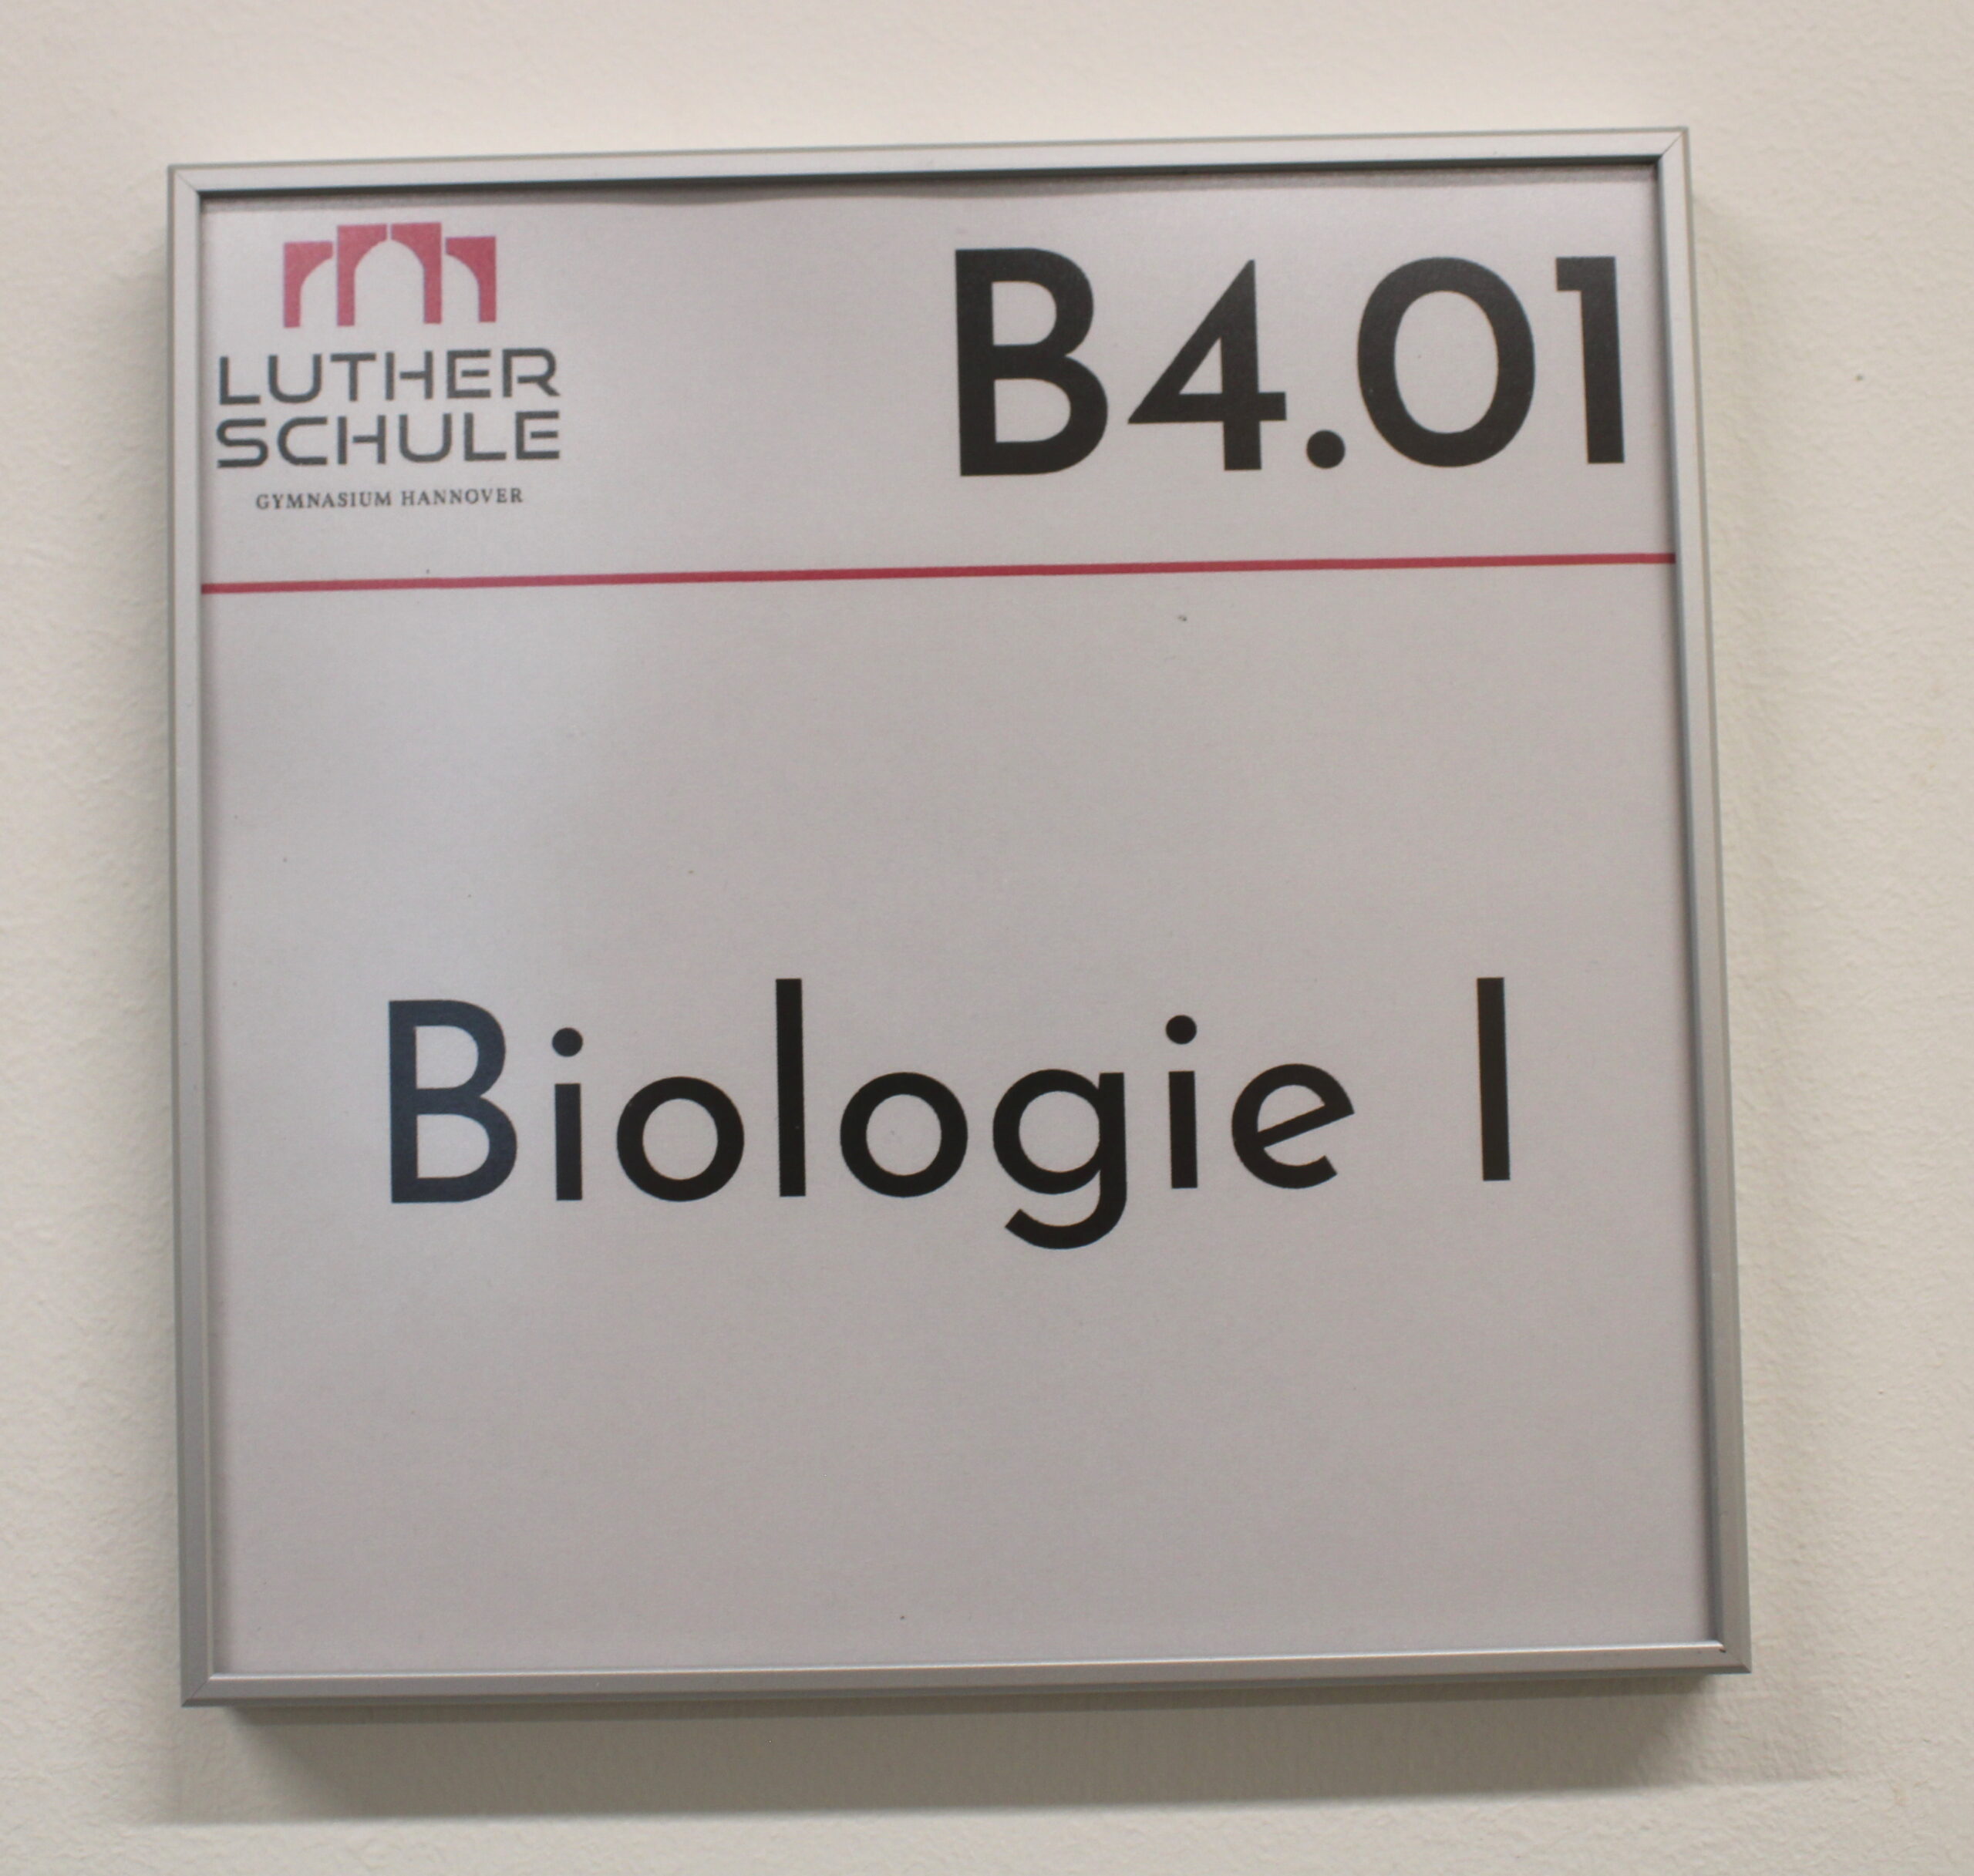 LUTHER
SCHULE
GYMNASIUM HANNOVER
B4.01
Biologie I